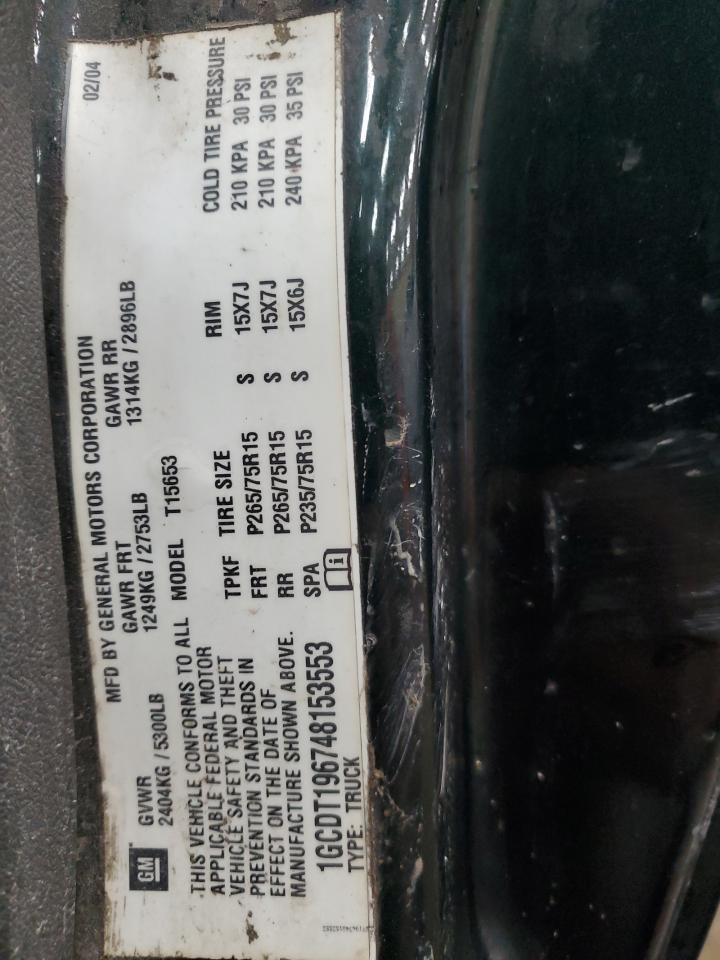 02/04
MFD BY GENERAL MOTORS CORPORATION
GM
GVWR GAWR FRT GAWR RR
2404KG / 5300LB 1249KG / 2753LB 1314KG / 2896LB
THIS VEHICLE CONFORMS TO ALL
APPLICABLE FEDERAL MOTOR
VEHICLE SAFETY AND THEFT
PREVENTION STANDARDS IN
EFFECT ON THE DATE OF
MANUFACTURE SHOWN ABOVE.
1GCDT196748153553
TYPE: TRUCK
MODEL T15653
TPKF TIRE SIZE RIM COLD TIRE PRESSURE
FRT P265/75R15 S 15X7J 210 KPA 30 PSI
RR P265/75R15 S 15X7J 210 KPA 30 PSI
SPA P235/75R15 S 15X6J 240 KPA 35 PSI